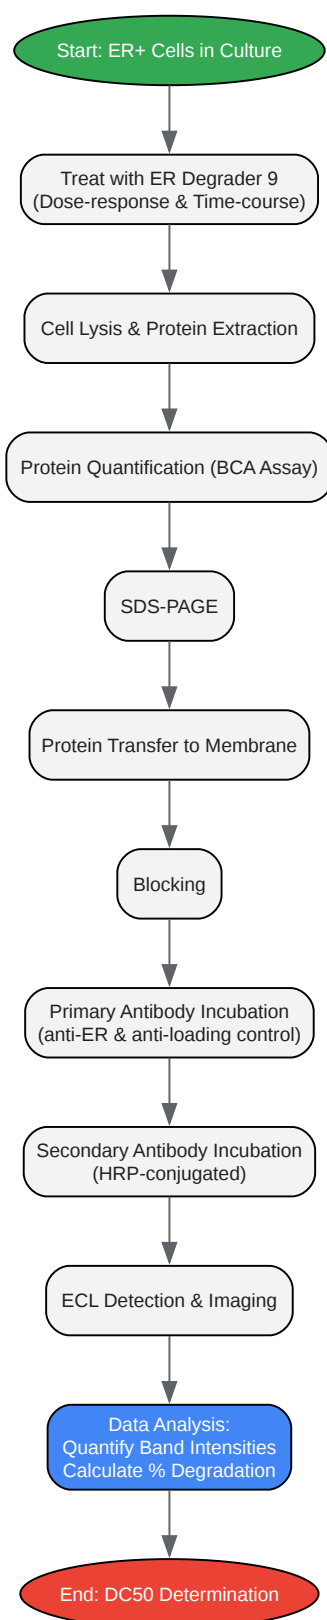 Start: ER+ Cells in Culture
Treat with ER Degrader 9
(Dose-response & Time-course)
Cell Lysis & Protein Extraction
Protein Quantification (BCA Assay)
SDS-PAGE
Protein Transfer to Membrane
Blocking
Primary Antibody Incubation
(anti-ER & anti-loading control)
Secondary Antibody Incubation
(HRP-conjugated)
ECL Detection & Imaging
Data Analysis:
Quantify Band Intensities
Calculate % Degradation
End: DC50 Determination